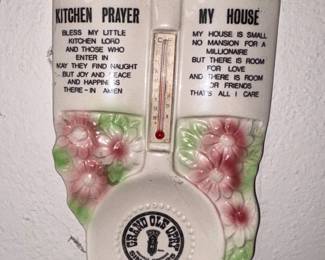 KITCHEN PRAYER
BLESS MY LITTLE
KITCHEN LORD
AND THOSE WHO
ENTER IN
MAY THEY FIND NAUGHT
BUT JOY AND PEACE
AND HAPPINESS
THERE-IN AMEN
MY HOUSE
MY HOUSE IS SMALL
NO MANSION FOR A
MILLIONAIRE
BUT THERE IS ROOM
FOR LOVE
AND THERE IS ROOM
FOR FRIENDS
THAT'S ALL I CARE
GRAND OLE OPRY